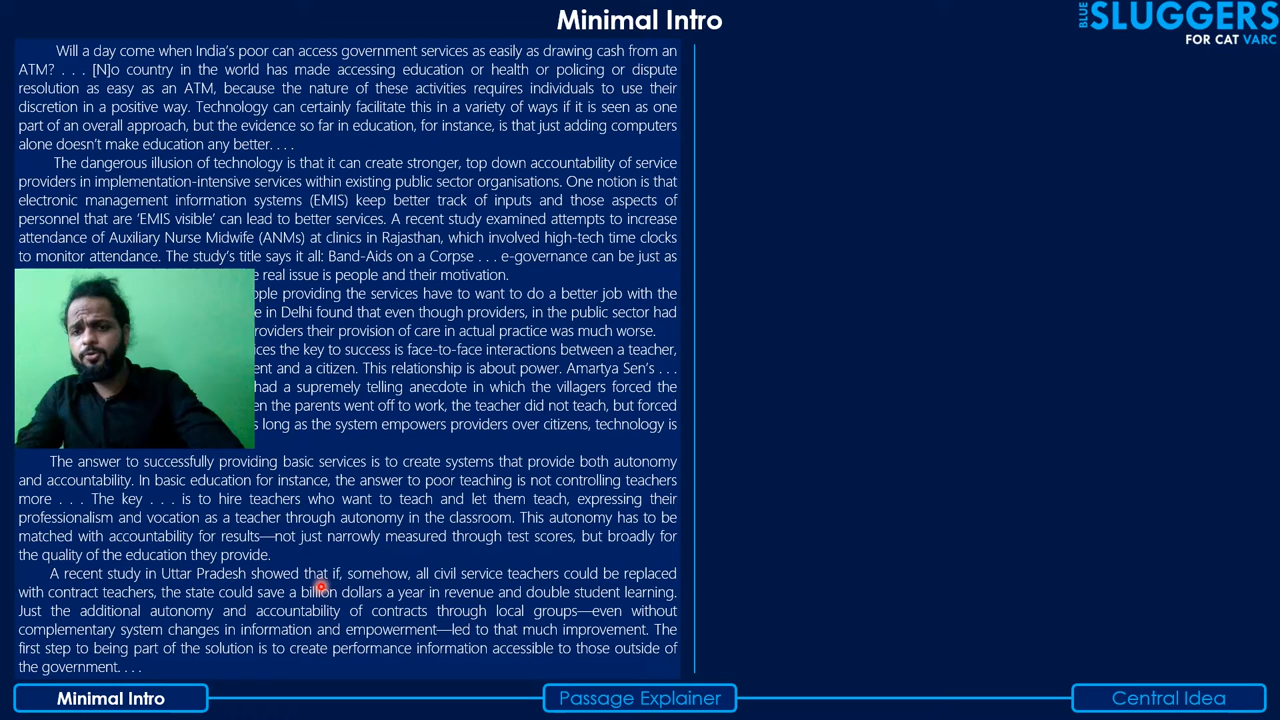 Minimal Intro
BLUE
SLUGGERS
FOR CAT VARC
Will a day come when India's poor can access government services as easily as drawing cash from an
ATM? . . . [N]o country in the world has made accessing education or health or policing or dispute
resolution as easy as an ATM, because the nature of these activities requires individuals to use their
discretion in a positive way. Technology can certainly facilitate this in a variety of ways if it is seen as one
part of an overall approach, but the evidence so far in education, for instance, is that just adding computers
alone doesn't make education any better. . . .
The dangerous illusion of technology is that it can create stronger, top down accountability of service
providers in implementation-intensive services within existing public sector organisations. One notion is that
electronic management information systems (EMIS) keep better track of inputs and those aspects of
personnel that are 'EMIS visible' can lead to better services. A recent study examined attempts to increase
attendance of Auxiliary Nurse Midwife (ANMs) at clinics in Rajasthan, which involved high-tech time clocks
to monitor attendance. The study's title says it all: Band-Aids on a Corpse . . . e-governance can be just as
real issue is people and their motivation.
providing the services have to want to do a better job with the
in Delhi found that even though providers, in the public sector had
their provision of care in actual practice was much worse.
the key to success is face-to-face interactions between a teacher,
and a citizen. This relationship is about power. Amartya Sen's . . .
had a supremely telling anecdote in which the villagers forced the
the parents went off to work, the teacher did not teach, but forced
long as the system empowers providers over citizens, technology is
The answer to successfully providing basic services is to create systems that provide both autonomy
and accountability. In basic education for instance, the answer to poor teaching is not controlling teachers
more . . . The key . . . is to hire teachers who want to teach and let them teach, expressing their
professionalism and vocation as a teacher through autonomy in the classroom. This autonomy has to be
matched with accountability for results—not just narrowly measured through test scores, but broadly for
the quality of the education they provide.
A recent study in Uttar Pradesh showed that if, somehow, all civil service teachers could be replaced
with contract teachers, the state could save a billion dollars a year in revenue and double student learning.
Just the additional autonomy and accountability of contracts through local groups—even without
complementary system changes in information and empowerment—led to that much improvement. The
first step to being part of the solution is to create performance information accessible to those outside of
the government. . . .
Minimal Intro
Passage Explainer
Central Idea